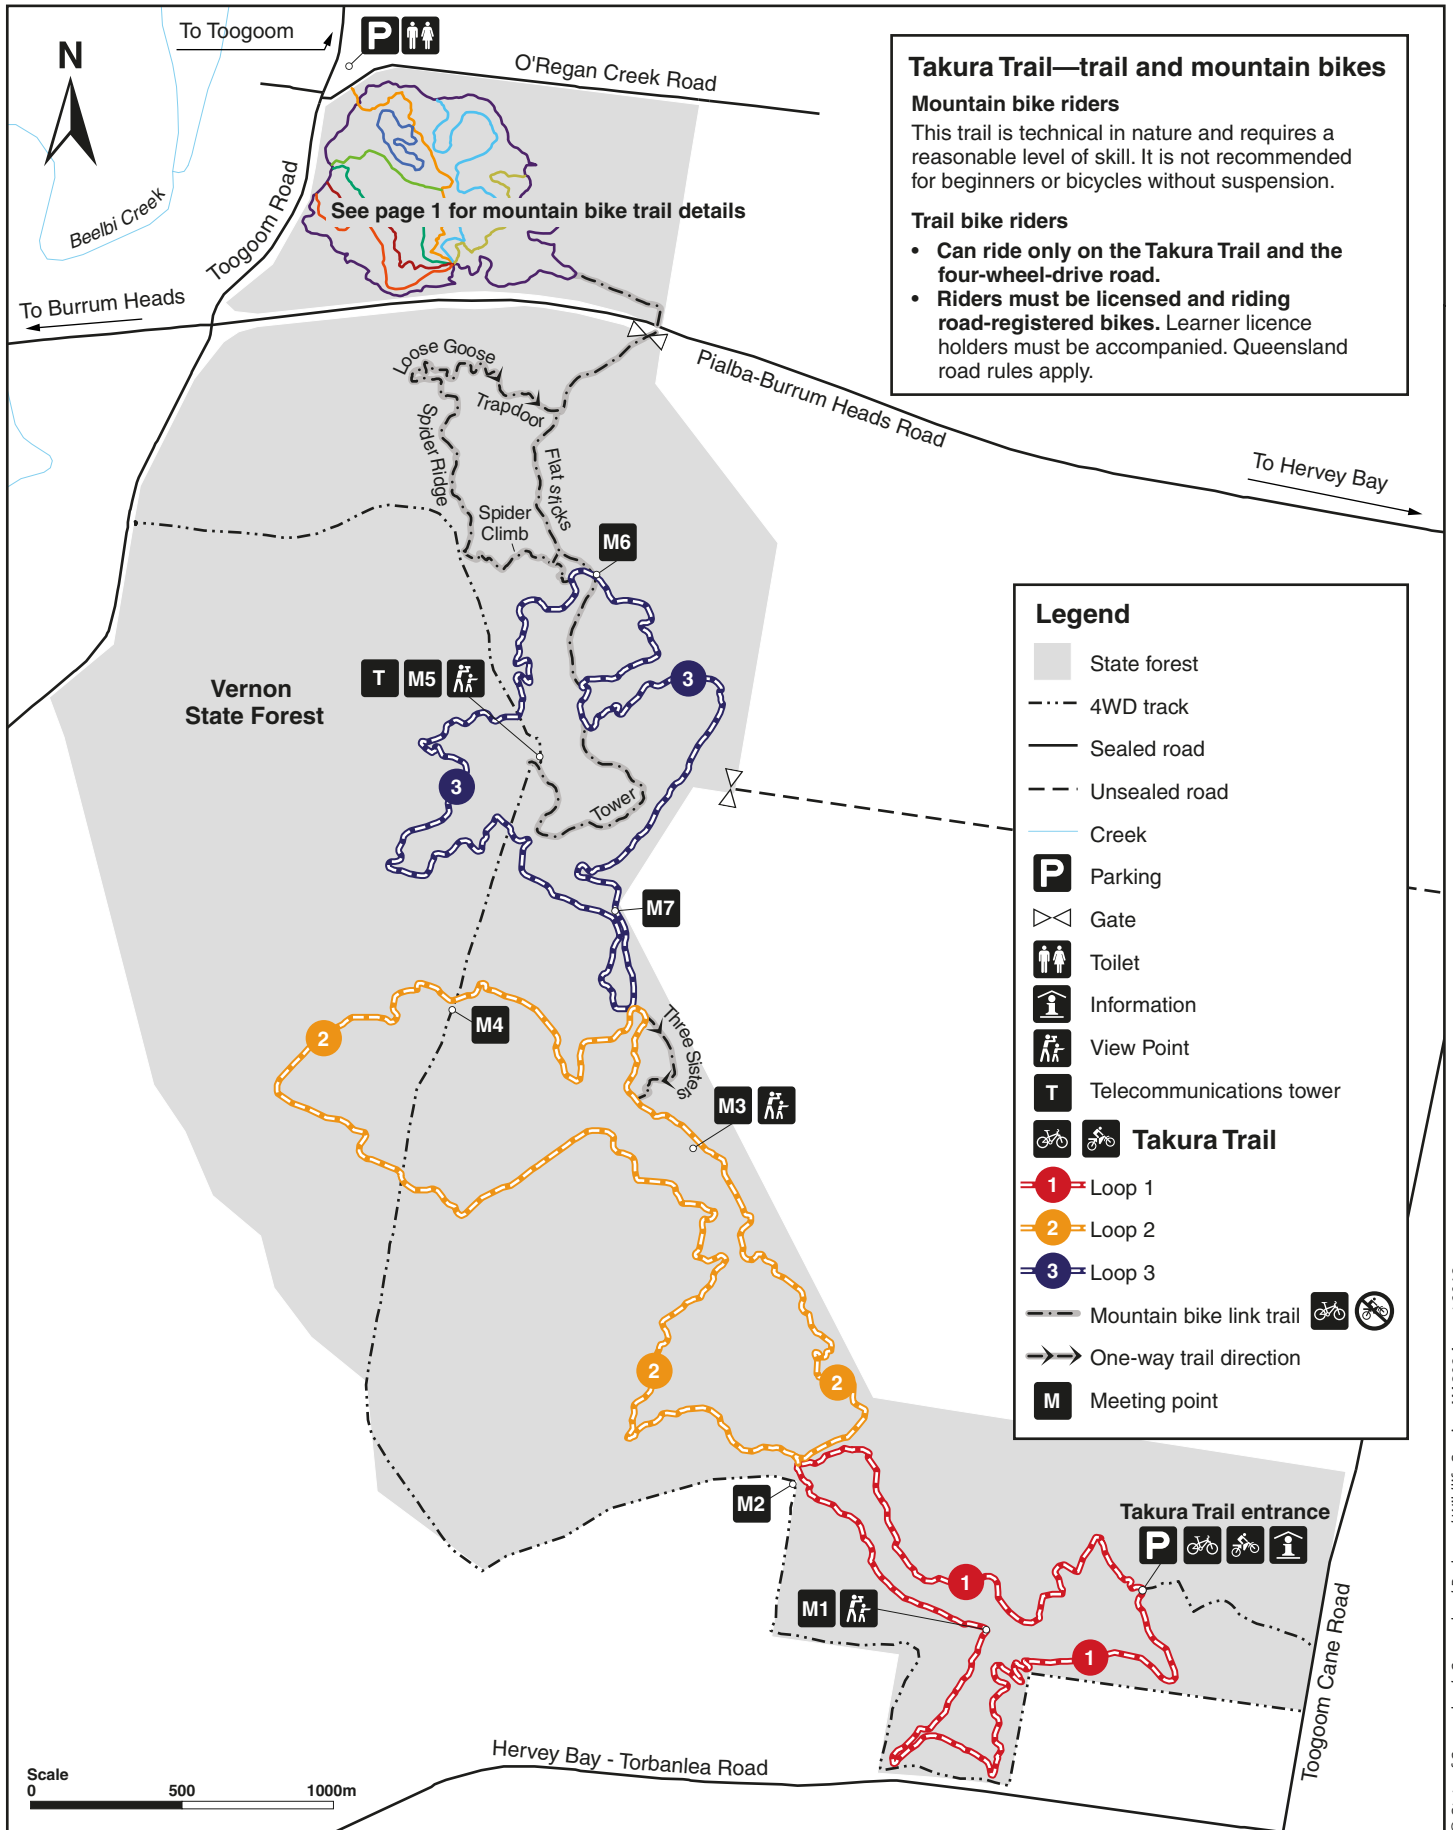 To Toogoom
P
N
O'Regan Creek Road
Beelbi Creek
Toogoom Road
See page 1 for mountain bike trail details
To Burrum Heads
Takura Trail—trail and mountain bikes
Mountain bike riders
This trail is technical in nature and requires a
reasonable level of skill. It is not recommended
for beginners or bicycles without suspension.
Trail bike riders
• Can ride only on the Takura Trail and the
four-wheel-drive road.
• Riders must be licensed and riding
road-registered bikes. Learner licence
holders must be accompanied. Queensland
road rules apply.
Loose Goose
Trapdoor
Pialba-Burrum Heads Road
To Hervey Bay
Spider Ridge
Flat sticks
Spider
Climb
M6
T
M5
3
Vernon
State Forest
3
Tower
M7
2
M4
Three Sisters
M3
2
2
M2
Takura Trail entrance
P
1
M1
1
Toogoom Cane Road
Hervey Bay - Torbanlea Road
Scale
0 500 1000m
Legend
State forest
4WD track
Sealed road
Unsealed road
Creek
P Parking
Gate
Toilet
Information
View Point
T Telecommunications tower
Takura Trail
1 Loop 1
2 Loop 2
3 Loop 3
Mountain bike link trail
One-way trail direction
M Meeting point